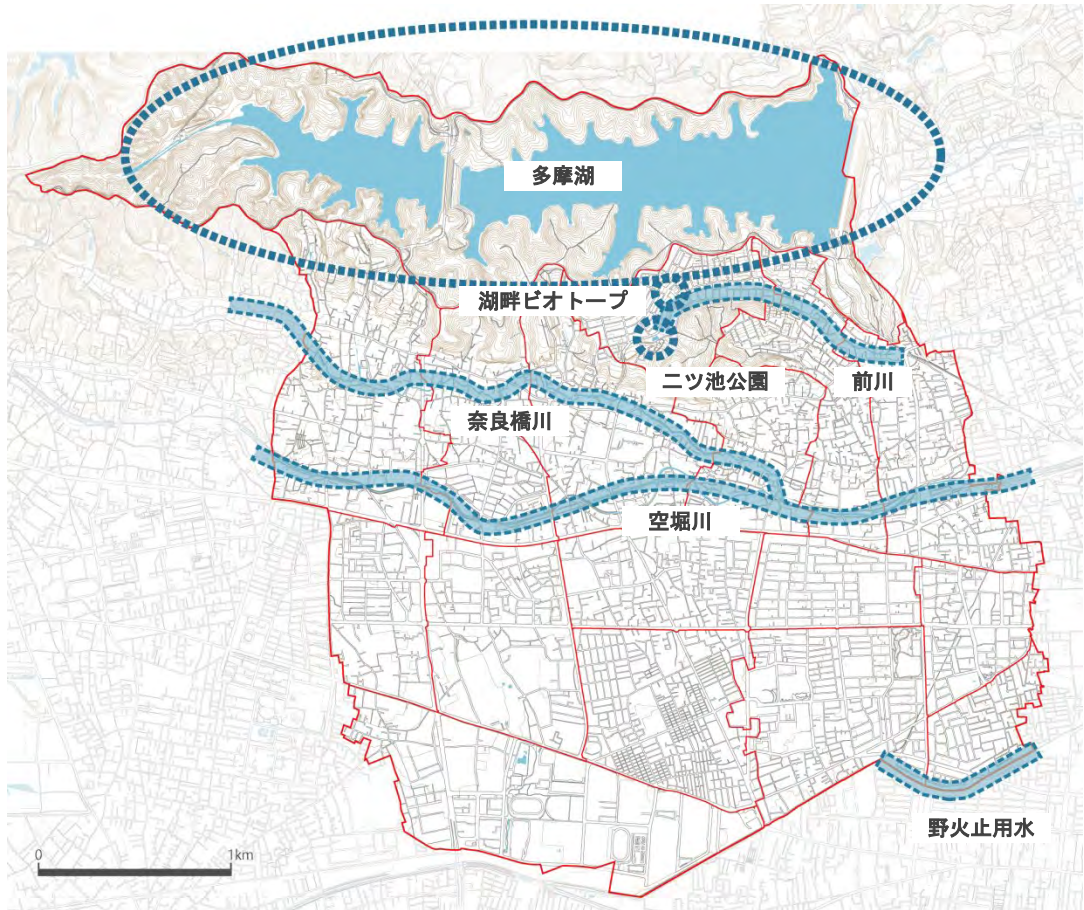 多摩湖
湖畔ビオトープ
二ツ池公園
前川
奈良橋川
空堀川
野火止用水
0
1km